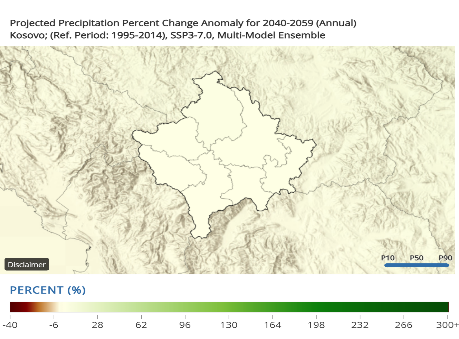 Projected Precipitation Percent Change Anomaly for 2040-2059 (Annual)
Kosovo; (Ref. Period: 1995-2014), SSP3-7.0, Multi-Model Ensemble
P10 P50 P90
Disclaimer
PERCENT (%)
-40 -6 28 62 96 130 164 198 232 266 300+